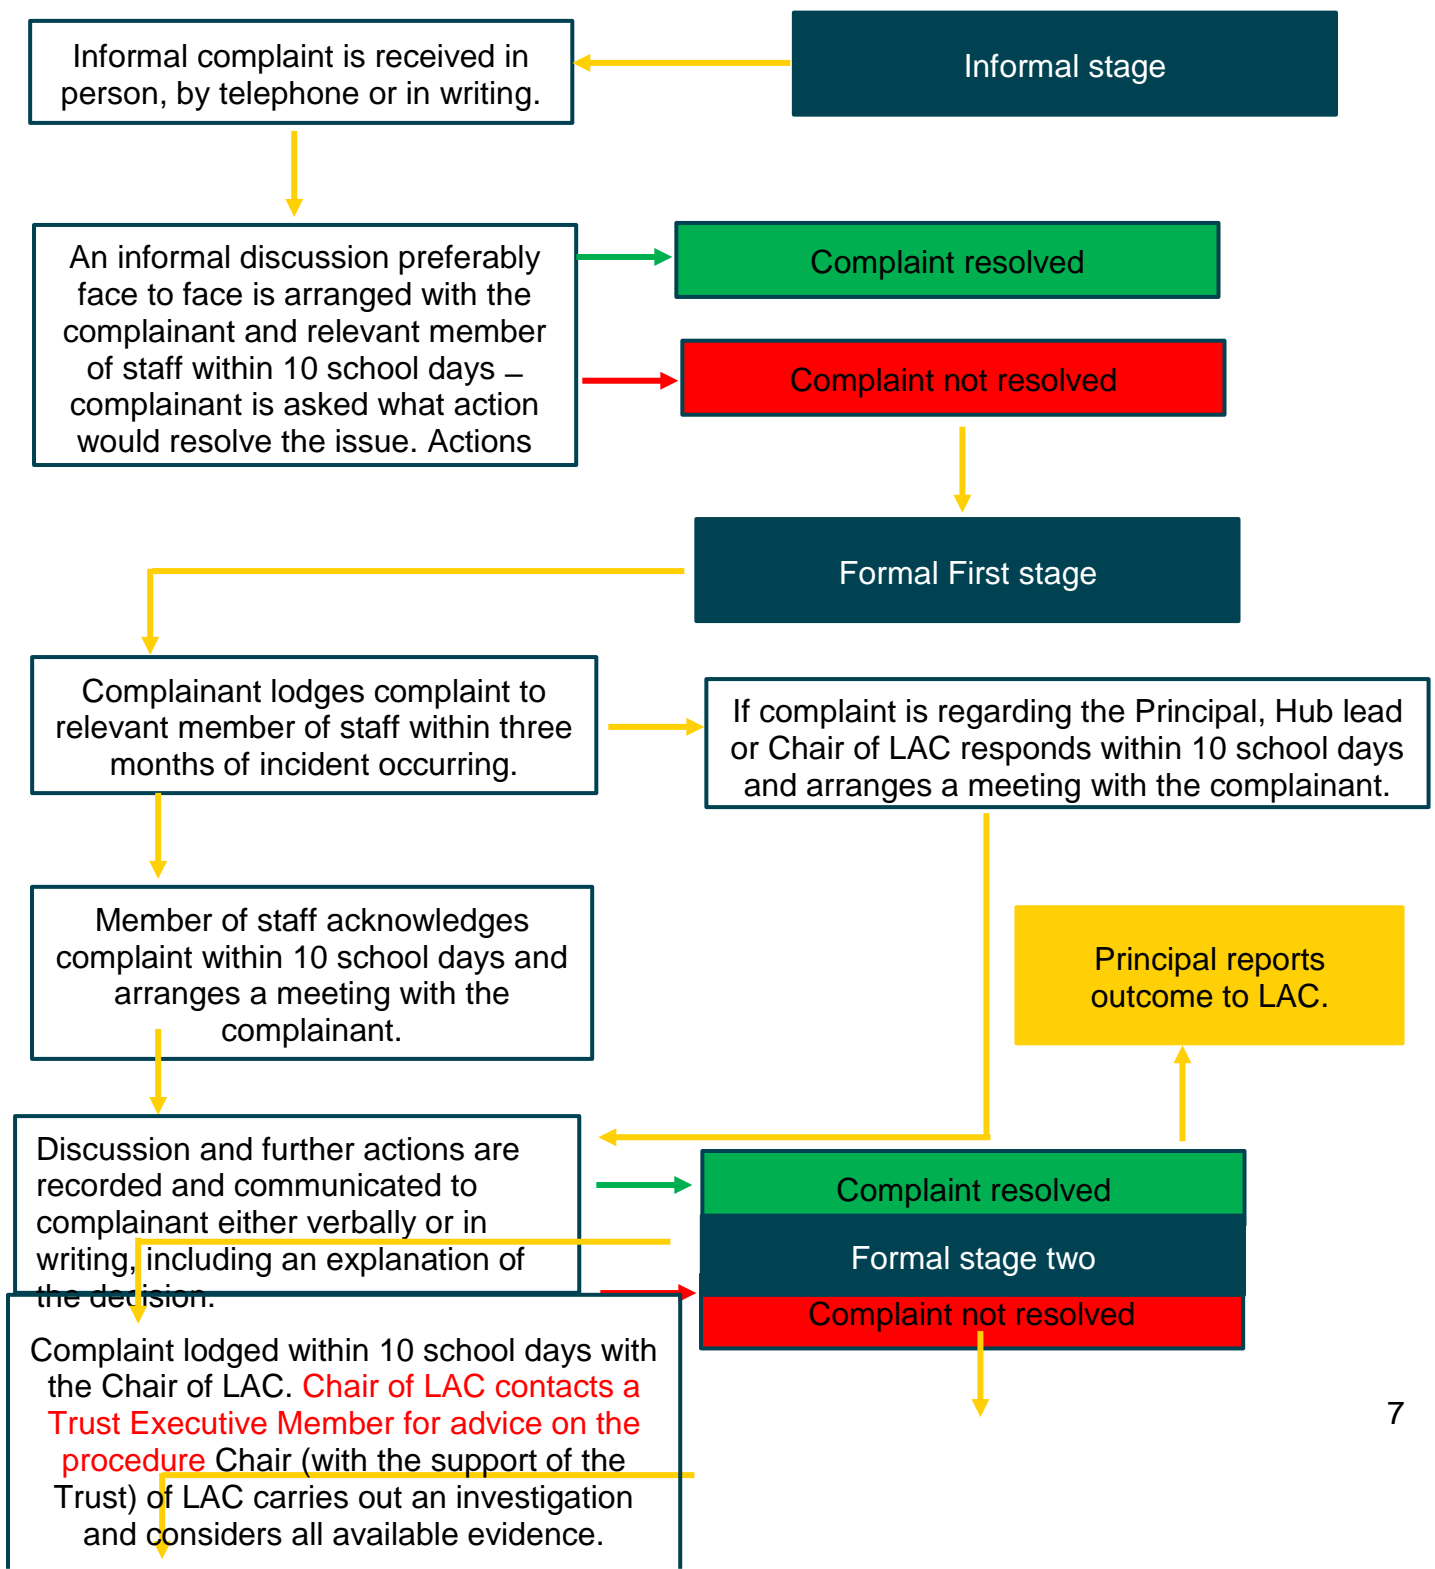 Informal complaint is received in
person, by telephone or in writing.
Informal stage
An informal discussion preferably
face to face is arranged with the
complainant and relevant member
of staff within 10 school days –
complainant is asked what action
would resolve the issue. Actions
Complaint resolved
Complaint not resolved
Formal First stage
Complainant lodges complaint to
relevant member of staff within three
months of incident occurring.
If complaint is regarding the Principal, Hub lead
or Chair of LAC responds within 10 school days
and arranges a meeting with the complainant.
Member of staff acknowledges
complaint within 10 school days and
arranges a meeting with the
complainant.
Principal reports
outcome to LAC.
Discussion and further actions are
recorded and communicated to
complainant either verbally or in
writing, including an explanation of
the decision.
Complaint resolved
Formal stage two
Complaint not resolved
Complaint lodged within 10 school days with
the Chair of LAC. Chair of LAC contacts a
Trust Executive Member for advice on the
procedure Chair (with the support of the
Trust) of LAC carries out an investigation
and considers all available evidence.
7